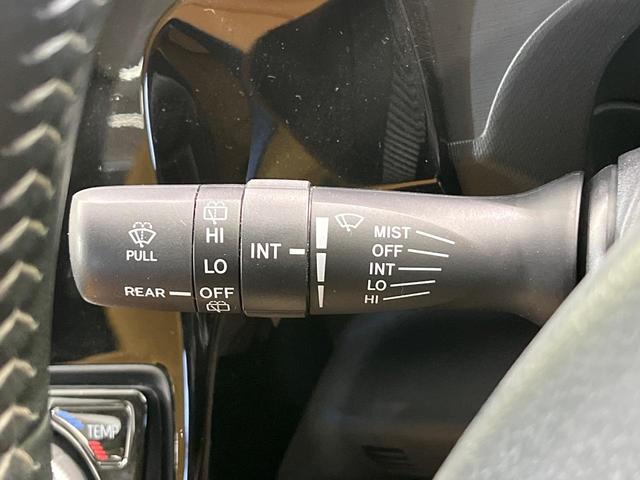 PULL
REAR
HI
LO
OFF
INT
MIST
OFF
INT
LO
HI
TEMP